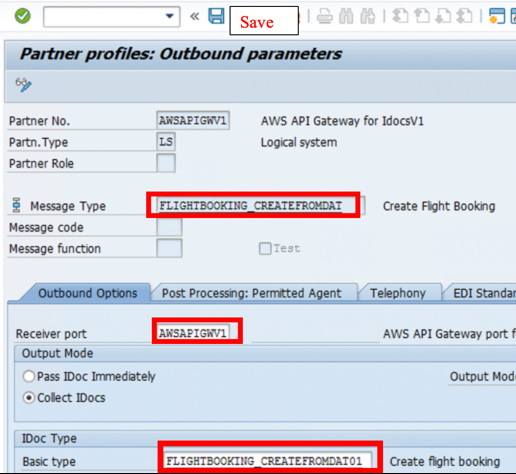 Save
Partner profiles: Outbound parameters
Partner No. AWSAPIGWV1 AWS API Gateway for IdocsV1
Partn.Type LS Logical system
Partner Role
Message Type FLIGHTBOOKING_CREATEFROMDAT Create Flight Booking
Message code
Message function Test
Outbound Options Post Processing: Permitted Agent Telephony EDI Standar
Receiver port AWSAPIGWV1 AWS API Gateway port f
Output Mode
Pass IDoc Immediately Output Mod
Collect IDocs
IDoc Type
Basic type FLIGHTBOOKING_CREATEFROMDAT01 Create flight booking